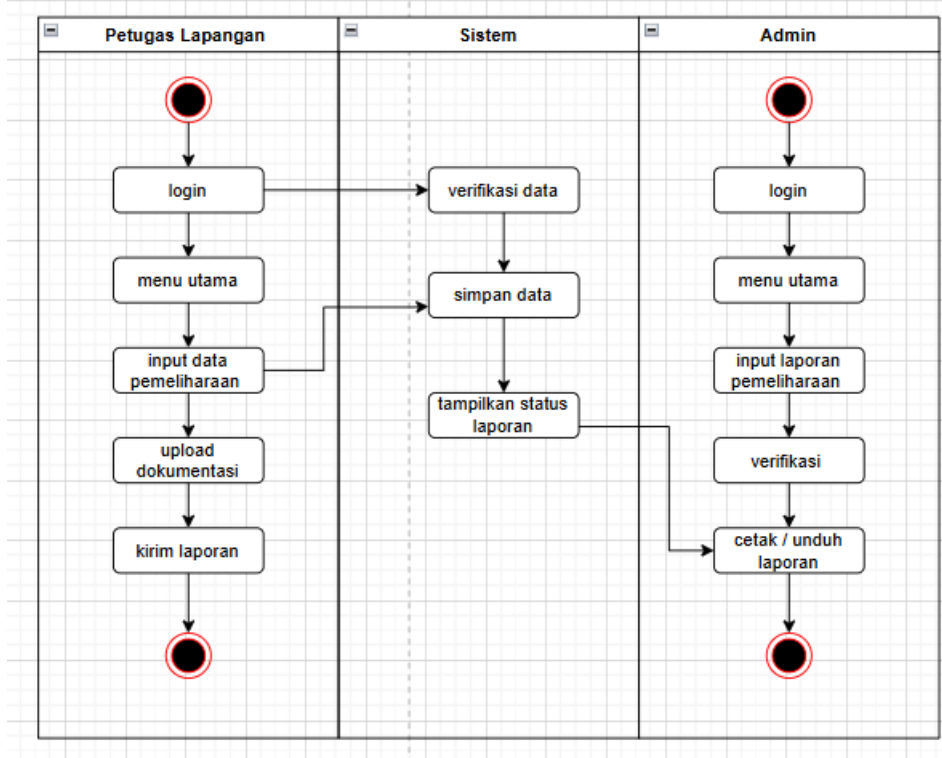 Petugas Lapangan
Sistem
Admin
login
verifikasi data
login
menu utama
simpan data
menu utama
input data
pemeliharaan
input laporan
pemeliharaan
tampilkan status
laporan
upload
dokumentasi
verifikasi
kirim laporan
cetak / unduh
laporan